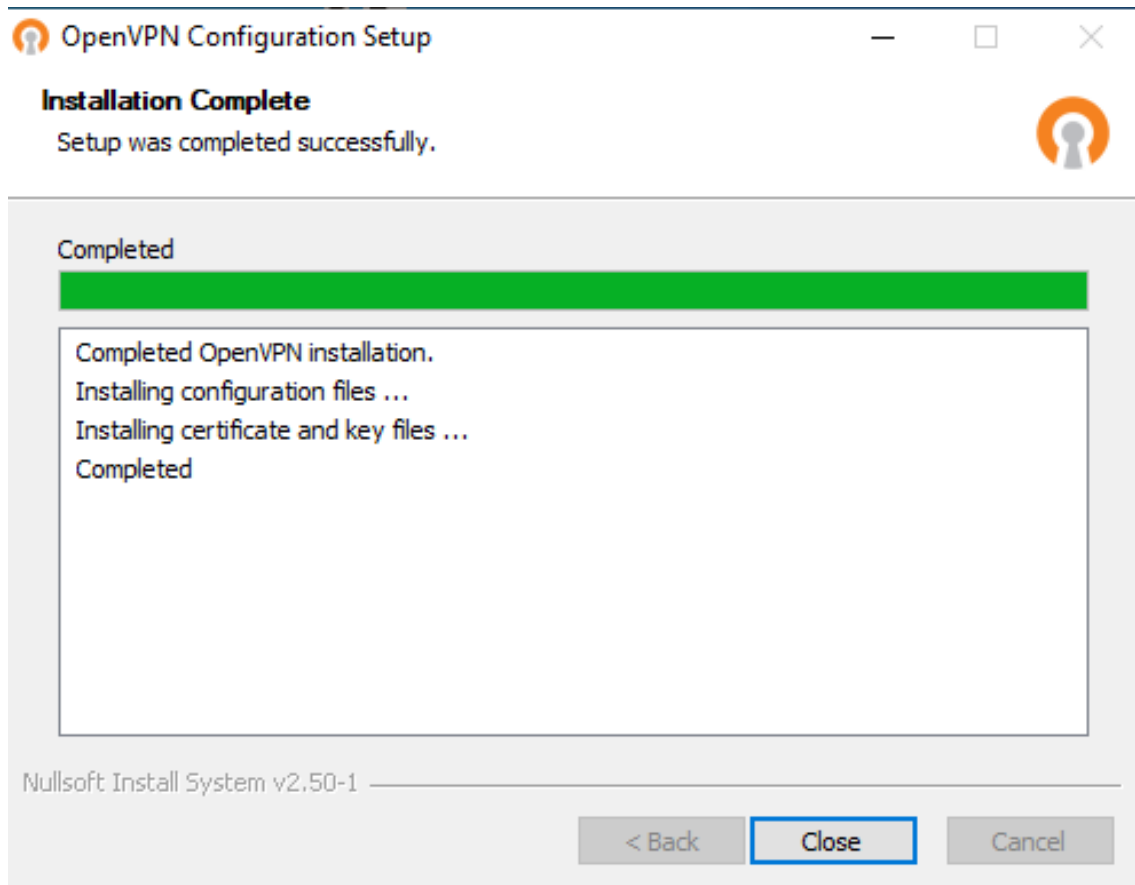 OpenVPN Configuration Setup
Installation Complete
Setup was completed successfully.
Completed
Completed OpenVPN installation.
Installing configuration files ...
Installing certificate and key files ...
Completed
Nullsoft Install System v2.50-1
< Back
Close
Cancel